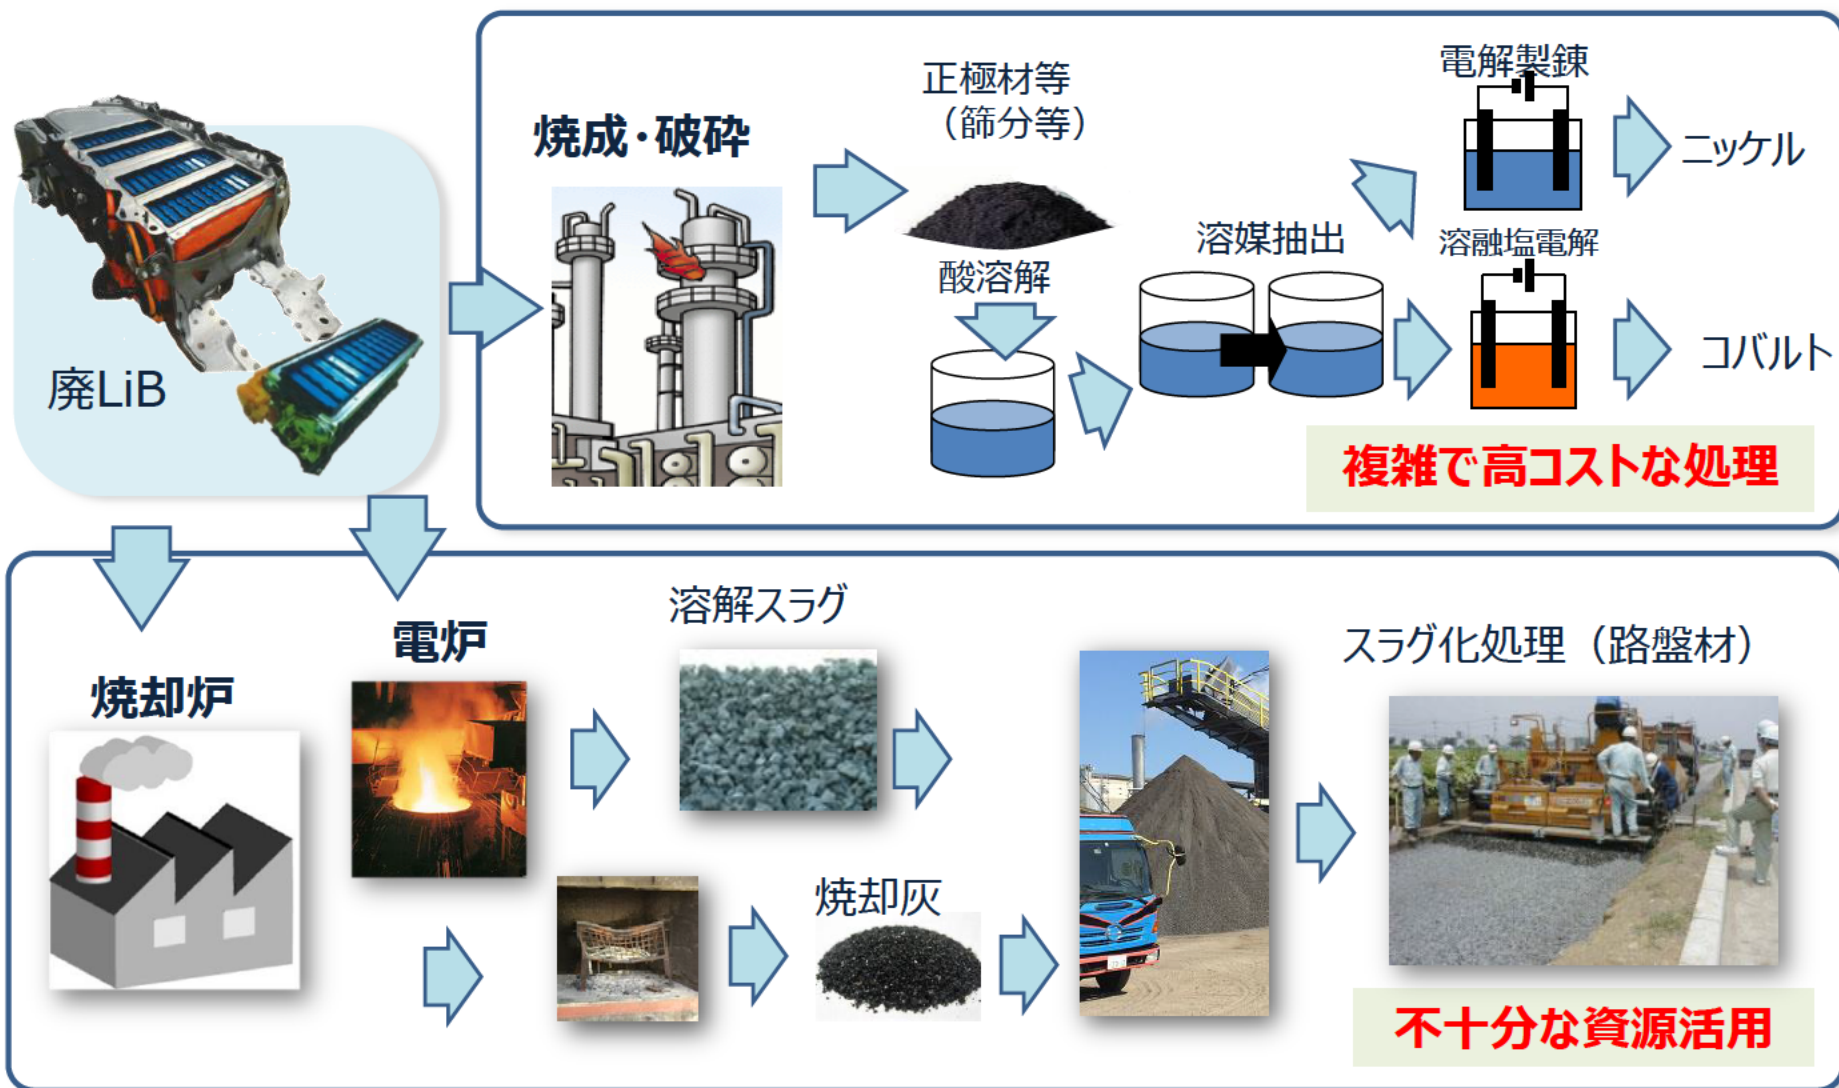 廃LiB
焼成・破砕
正極材等
（篩分等）
酸溶解
溶媒抽出
電解製錬
ニッケル
溶融塩電解
コバルト
複雑で高コストな処理
焼却炉
電炉
溶解スラグ
焼却灰
スラグ化処理（路盤材）
不十分な資源活用